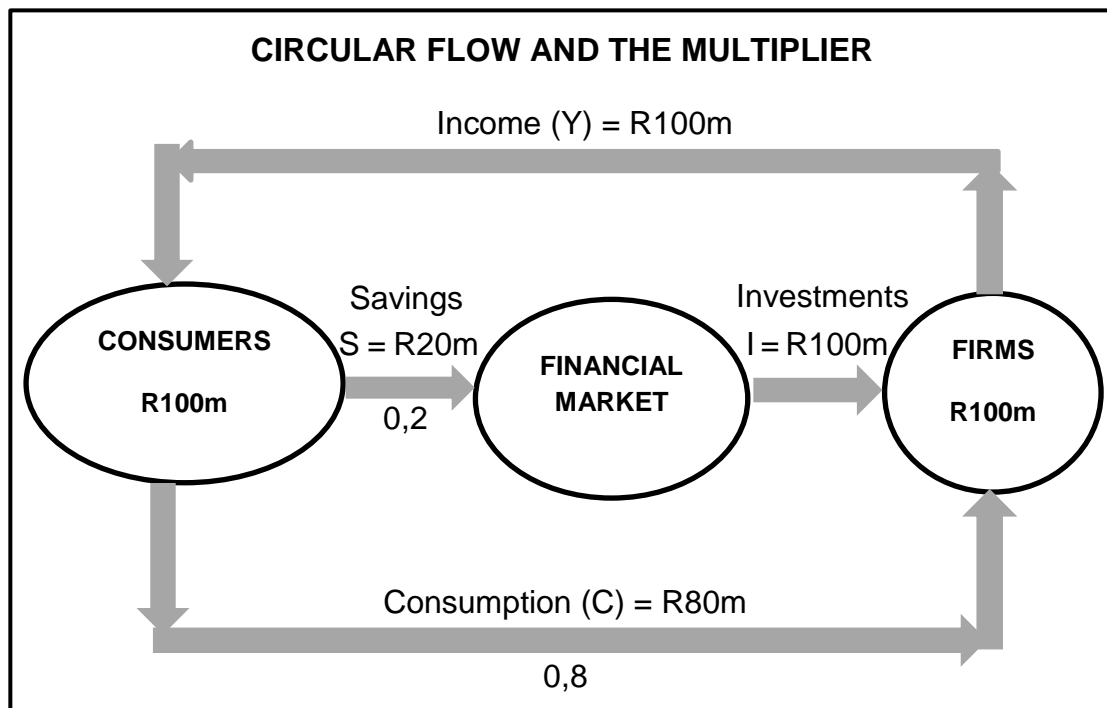 CIRCULAR FLOW AND THE MULTIPLIER
Income (Y) = R100m
CONSUMERS
R100m
Savings
S = R20m
0,2
FINANCIAL
MARKET
Investments
I = R100m
FIRMS
R100m
Consumption (C) = R80m
0,8